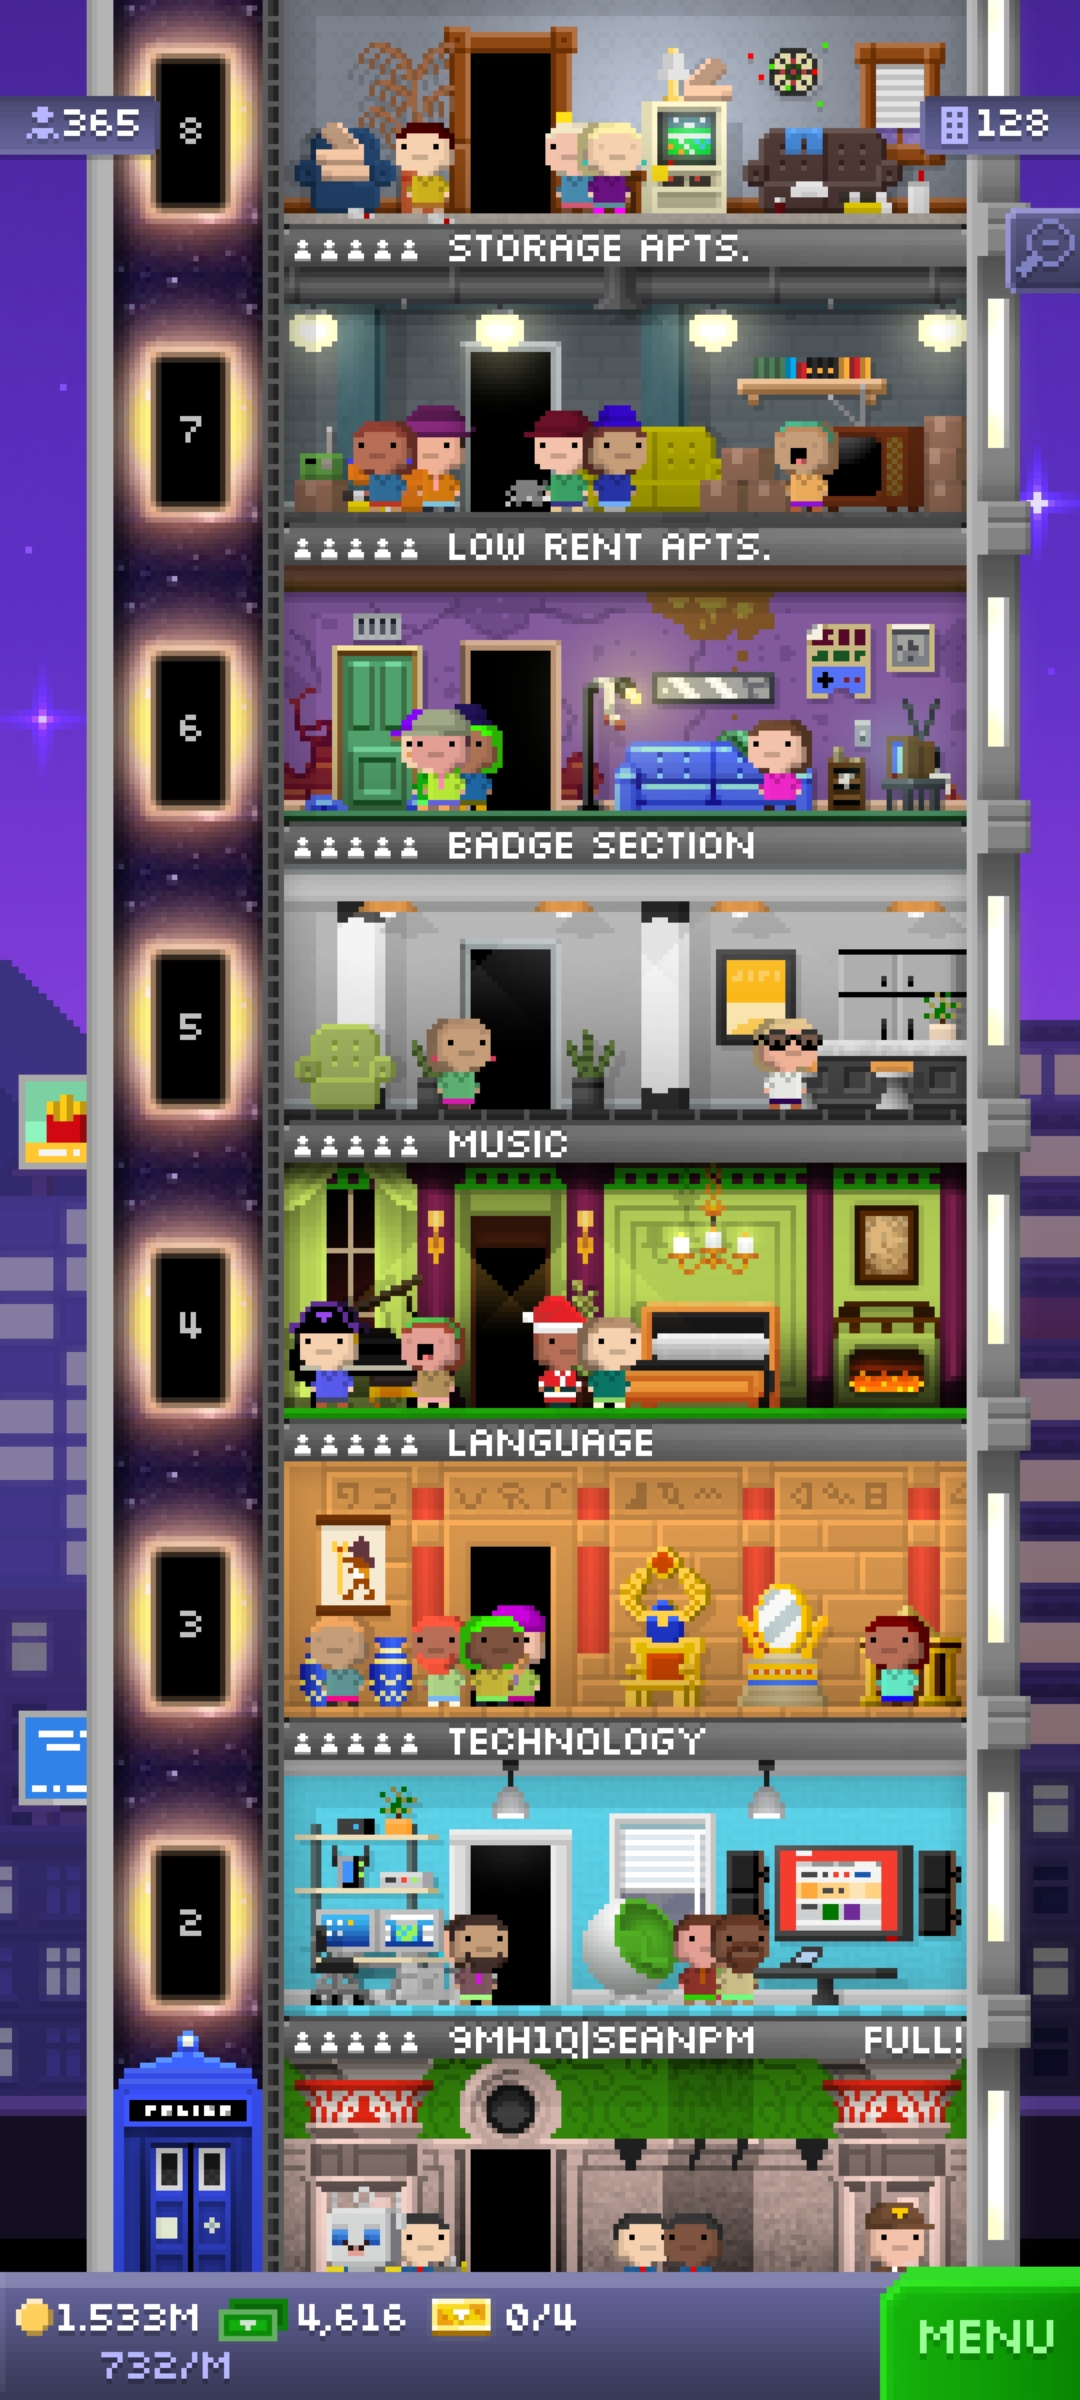 8
365
128
STORAGE APTS.
7
LOW RENT APTS.
6
BADGE SECTION
5
MUSIC
4
LANGUAGE
3
TECHNOLOGY
2
9MH1Q|SEANPM FULL!
POLICE
1.533M 4,616 0/4
732/M
MENU